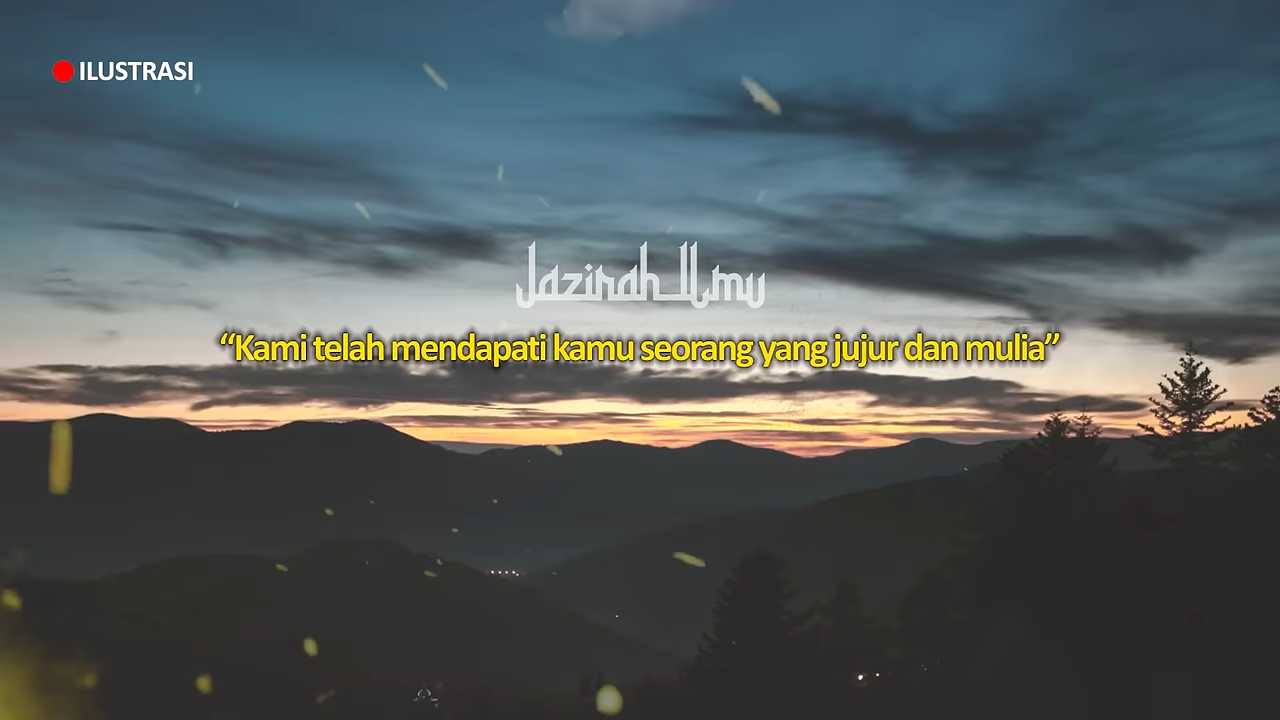 ILUSTRASI
Jazirah Ilmu
“Kami telah mendapati kamu seorang yang jujur dan mulia”